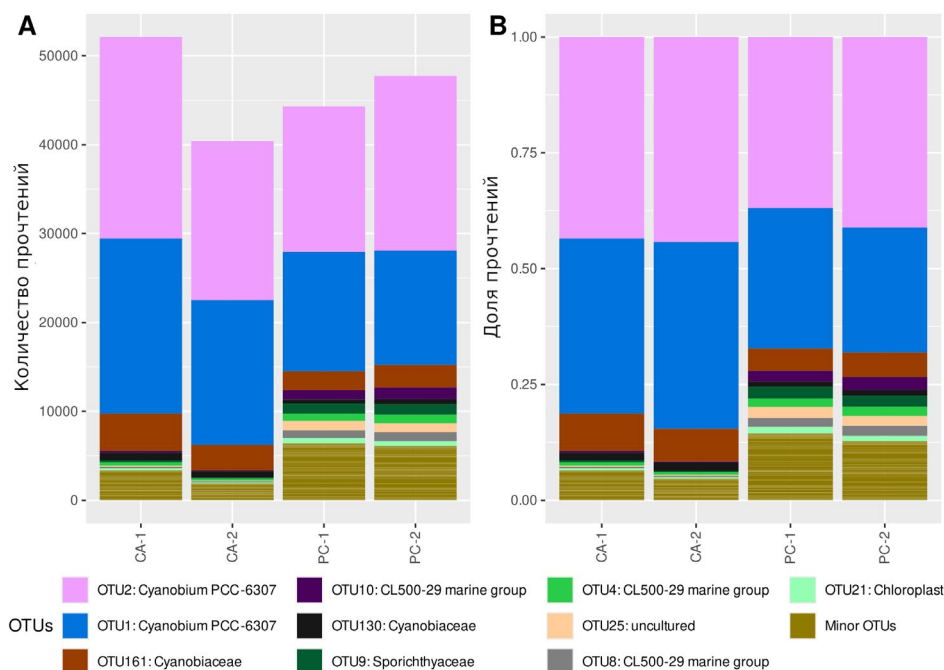 A
B
Количество прочтений
50000
40000
30000
20000
10000
0
CA-1
CA-2
PC-1
PC-2
Доля прочтений
1.00
0.75
0.50
0.25
0.00
CA-1
CA-2
PC-1
PC-2
OTUs
OTU2: Cyanobium PCC-6307
OTU10: CL500-29 marine group
OTU4: CL500-29 marine group
OTU21: Chloroplast
OTU1: Cyanobium PCC-6307
OTU130: Cyanobiaceae
OTU25: uncultured
Minor OTUs
OTU161: Cyanobiaceae
OTU9: Sporichthyaceae
OTU8: CL500-29 marine group